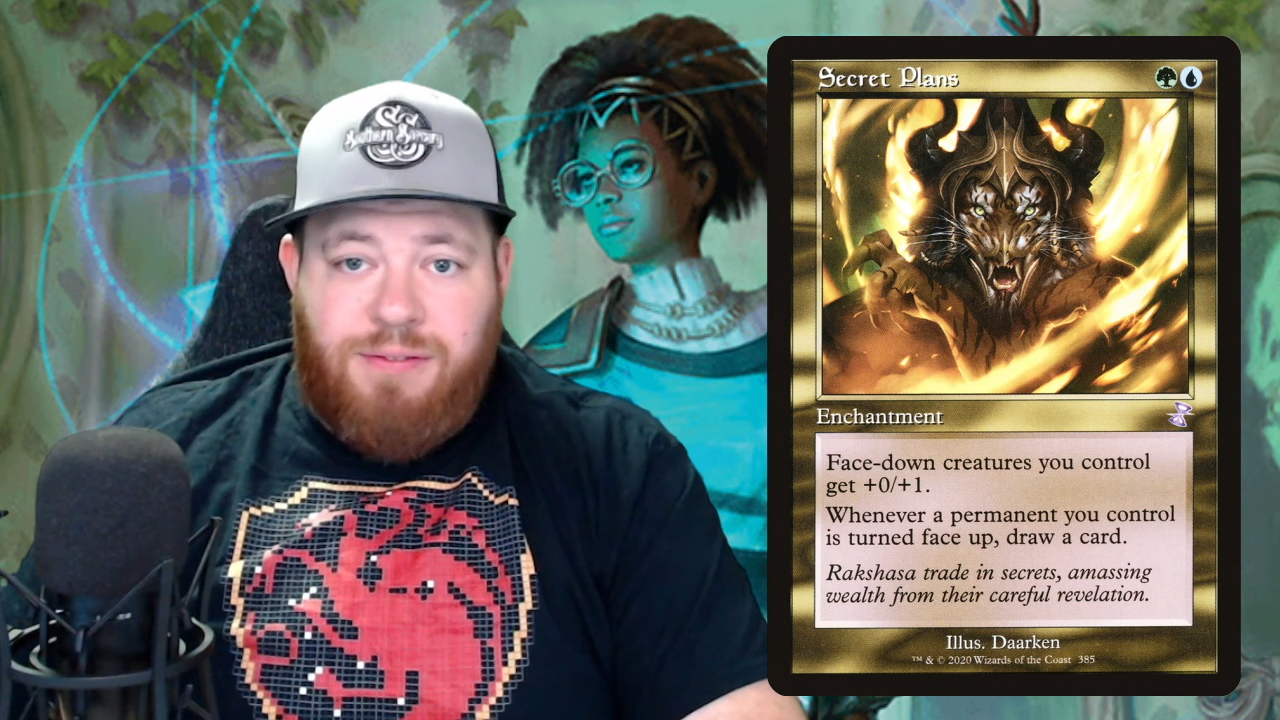 Southern Serenity
Secret Plans
Enchantment
Face-down creatures you control
get +0/+1.
Whenever a permanent you control
is turned face up, draw a card.
Rakshasa trade in secrets, amassing
wealth from their careful revelation.
Illus. Daarken
™ & © 2020 Wizards of the Coast 385